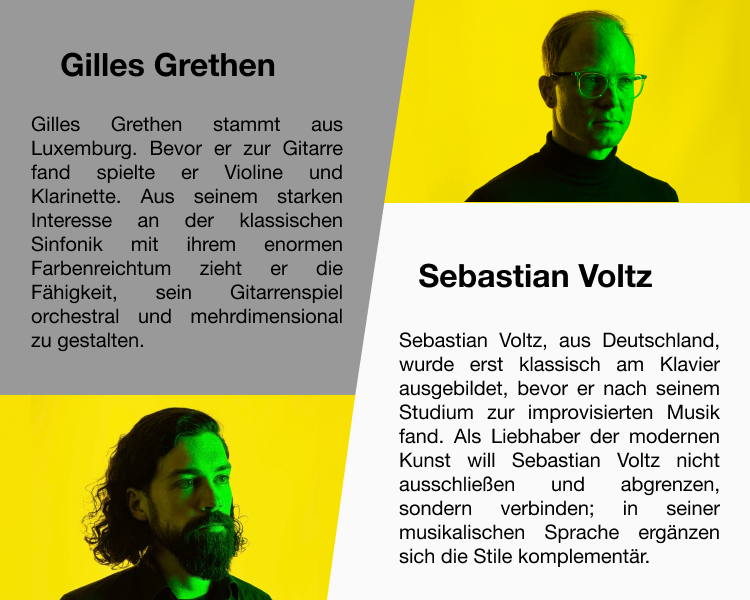 Gilles Grethen
Gilles Grethen stammt aus
Luxemburg. Bevor er zur Gitarre
fand spielte er Violine und
Klarinette. Aus seinem starken
Interesse an der klassischen
Sinfonik mit ihrem enormen
Farbenreichtum zieht er die
Fähigkeit, sein Gitarrenspiel
orchestral und mehrdimensional
zu gestalten.
Sebastian Voltz
Sebastian Voltz, aus Deutschland,
wurde erst klassisch am Klavier
ausgebildet, bevor er nach seinem
Studium zur improvisierten Musik
fand. Als Liebhaber der modernen
Kunst will Sebastian Voltz nicht
ausschließen und abgrenzen,
sondern verbinden; in seiner
musikalischen Sprache ergänzen
sich die Stile komplementär.